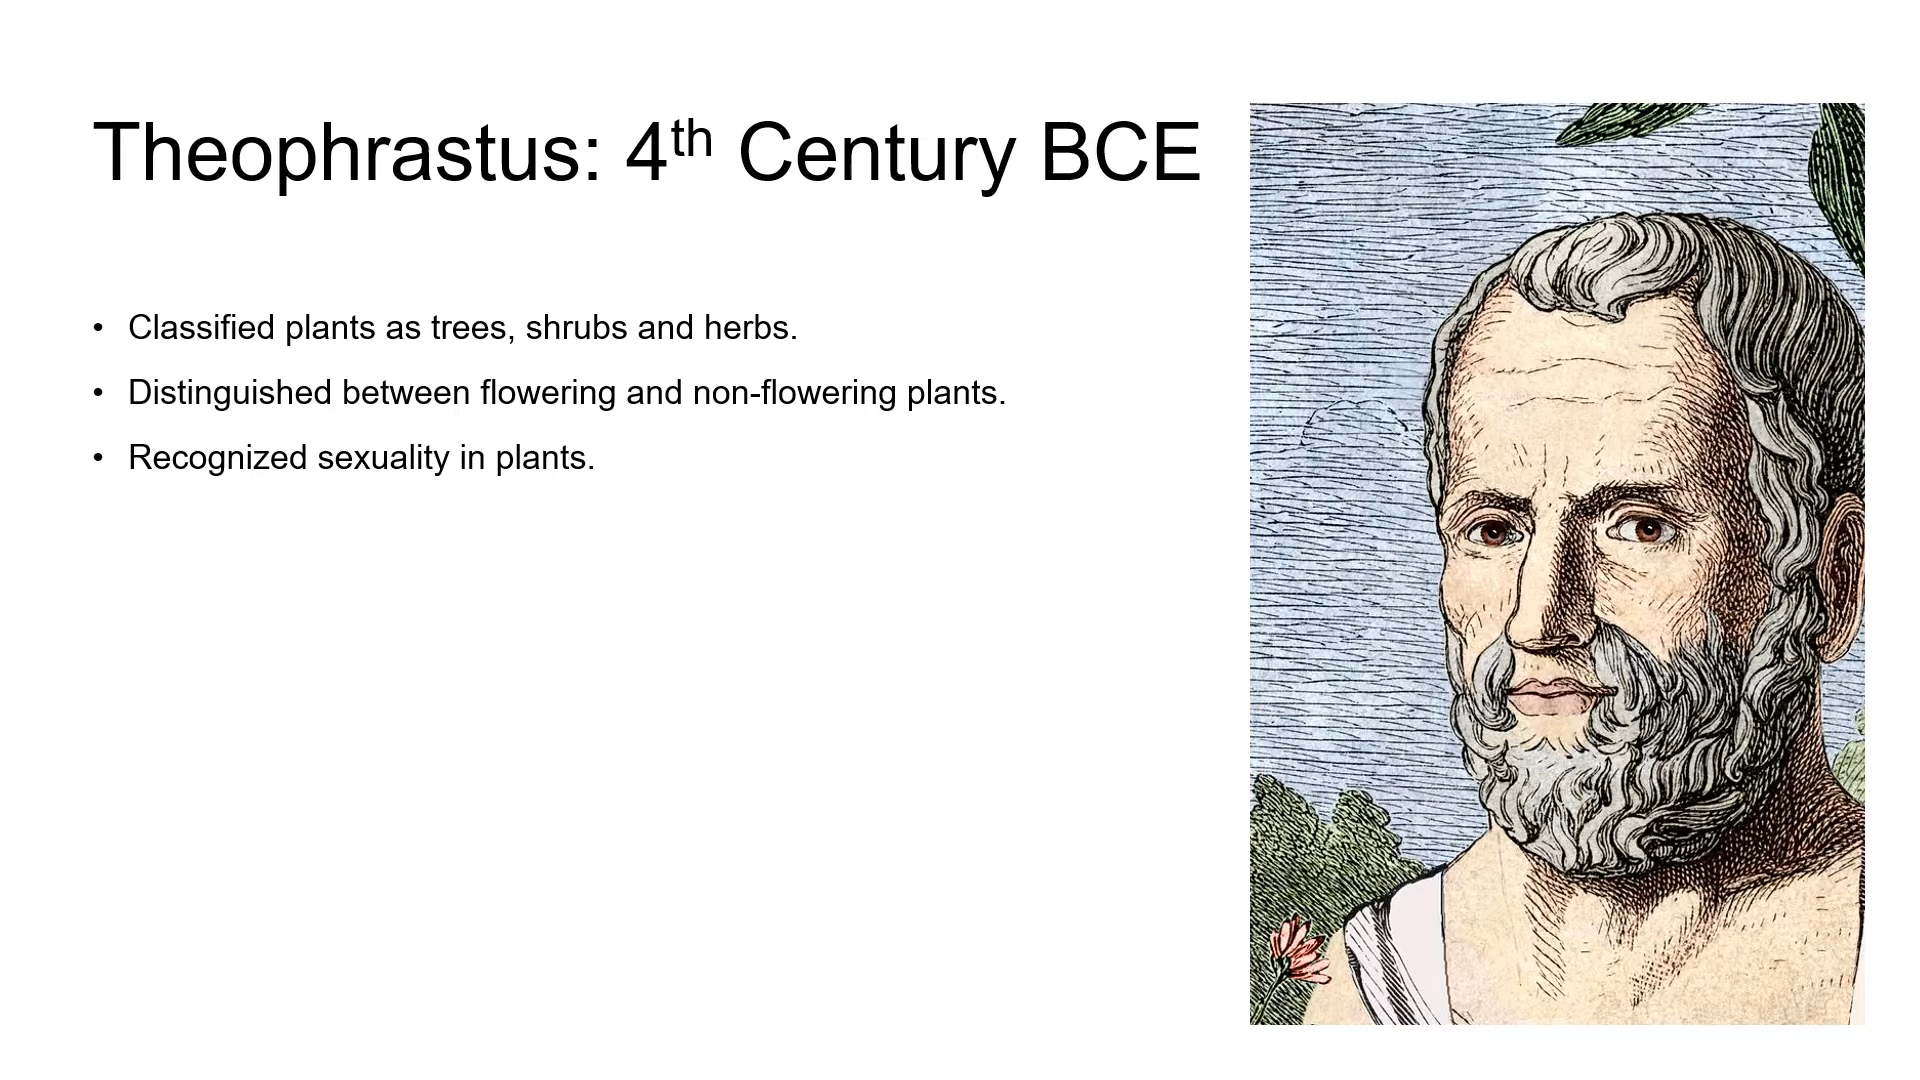 Theophrastus: 4th Century BCE
• Classified plants as trees, shrubs and herbs.
• Distinguished between flowering and non-flowering plants.
• Recognized sexuality in plants.